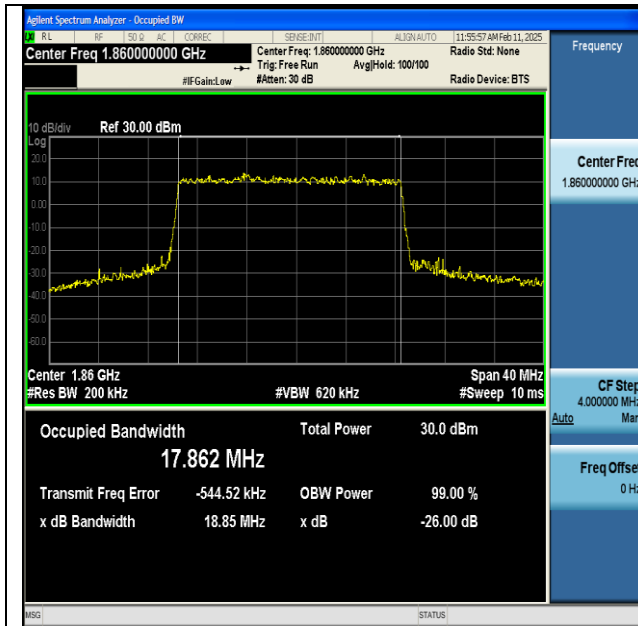 Agilent Spectrum Analyzer - Occupied BW
RL RF 50 Ω AC CORREC SENSE:INT ALIGN AUTO 11:55:57 AM Feb 11, 2025
Center Freq 1.860000000 GHz
Center Freq: 1.860000000 GHz Radio Std: None
Trig: Free Run Avg|Hold: 100/100
#IFGain:Low #Atten: 30 dB Radio Device: BTS
10 dB/div Ref 30.00 dBm
Log
20.0
10.0
0.00
-10.0
-20.0
-30.0
-40.0
-50.0
-60.0
Center 1.86 GHz Span 40 MHz
#Res BW 200 kHz #VBW 620 kHz #Sweep 10 ms
Occupied Bandwidth Total Power 30.0 dBm
17.862 MHz
Transmit Freq Error -544.52 kHz OBW Power 99.00 %
x dB Bandwidth 18.85 MHz x dB -26.00 dB
MSG STATUS
Frequency
Center Freq
1.860000000 GHz
CF Step
4.000000 MHz
Auto Man
Freq Offset
0 Hz